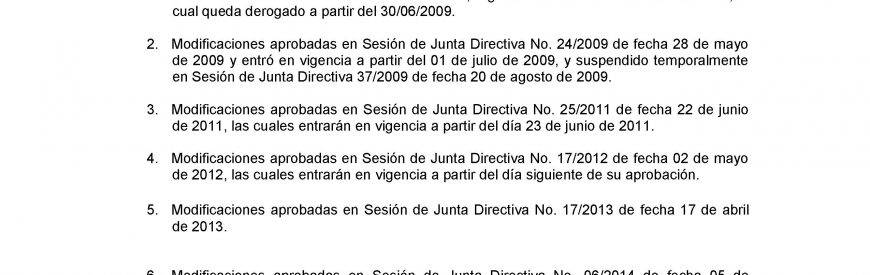 cual queda derogado a partir del 30/06/2009.
2. Modificaciones aprobadas en Sesión de Junta Directiva No. 24/2009 de fecha 28 de mayo
de 2009 y entró en vigencia a partir del 01 de julio de 2009, y suspendido temporalmente
en Sesión de Junta Directiva 37/2009 de fecha 20 de agosto de 2009.
3. Modificaciones aprobadas en Sesión de Junta Directiva No. 25/2011 de fecha 22 de junio
de 2011, las cuales entrarán en vigencia a partir del día 23 de junio de 2011.
4. Modificaciones aprobadas en Sesión de Junta Directiva No. 17/2012 de fecha 02 de mayo
de 2012, las cuales entrarán en vigencia a partir del día siguiente de su aprobación.
5. Modificaciones aprobadas en Sesión de Junta Directiva No. 17/2013 de fecha 17 de abril
de 2013.
6. Modificaciones aprobadas en Sesión de Junta Directiva No. 06/2014 de fecha 05 de